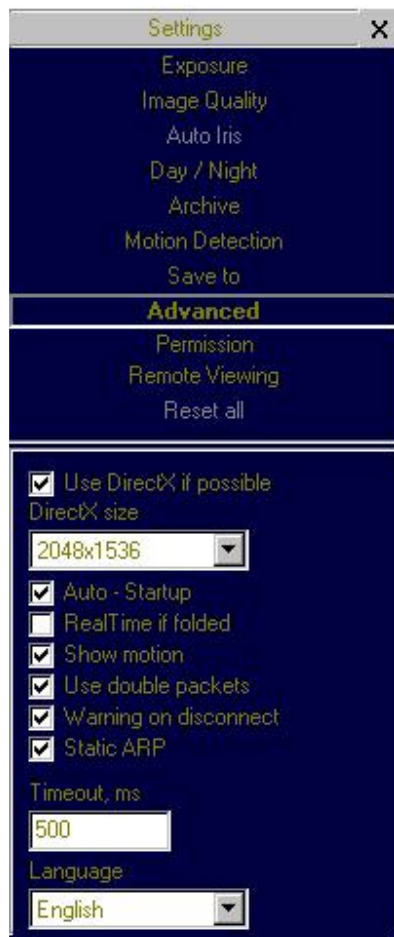 Settings X
Exposure
Image Quality
Auto Iris
Day / Night
Archive
Motion Detection
Save to
Advanced
Permission
Remote Viewing
Reset all
Use DirectX if possible
DirectX size
2048x1536
Auto - Startup
RealTime if folded
Show motion
Use double packets
Warning on disconnect
Static ARP
Timeout, ms
500
Language
English